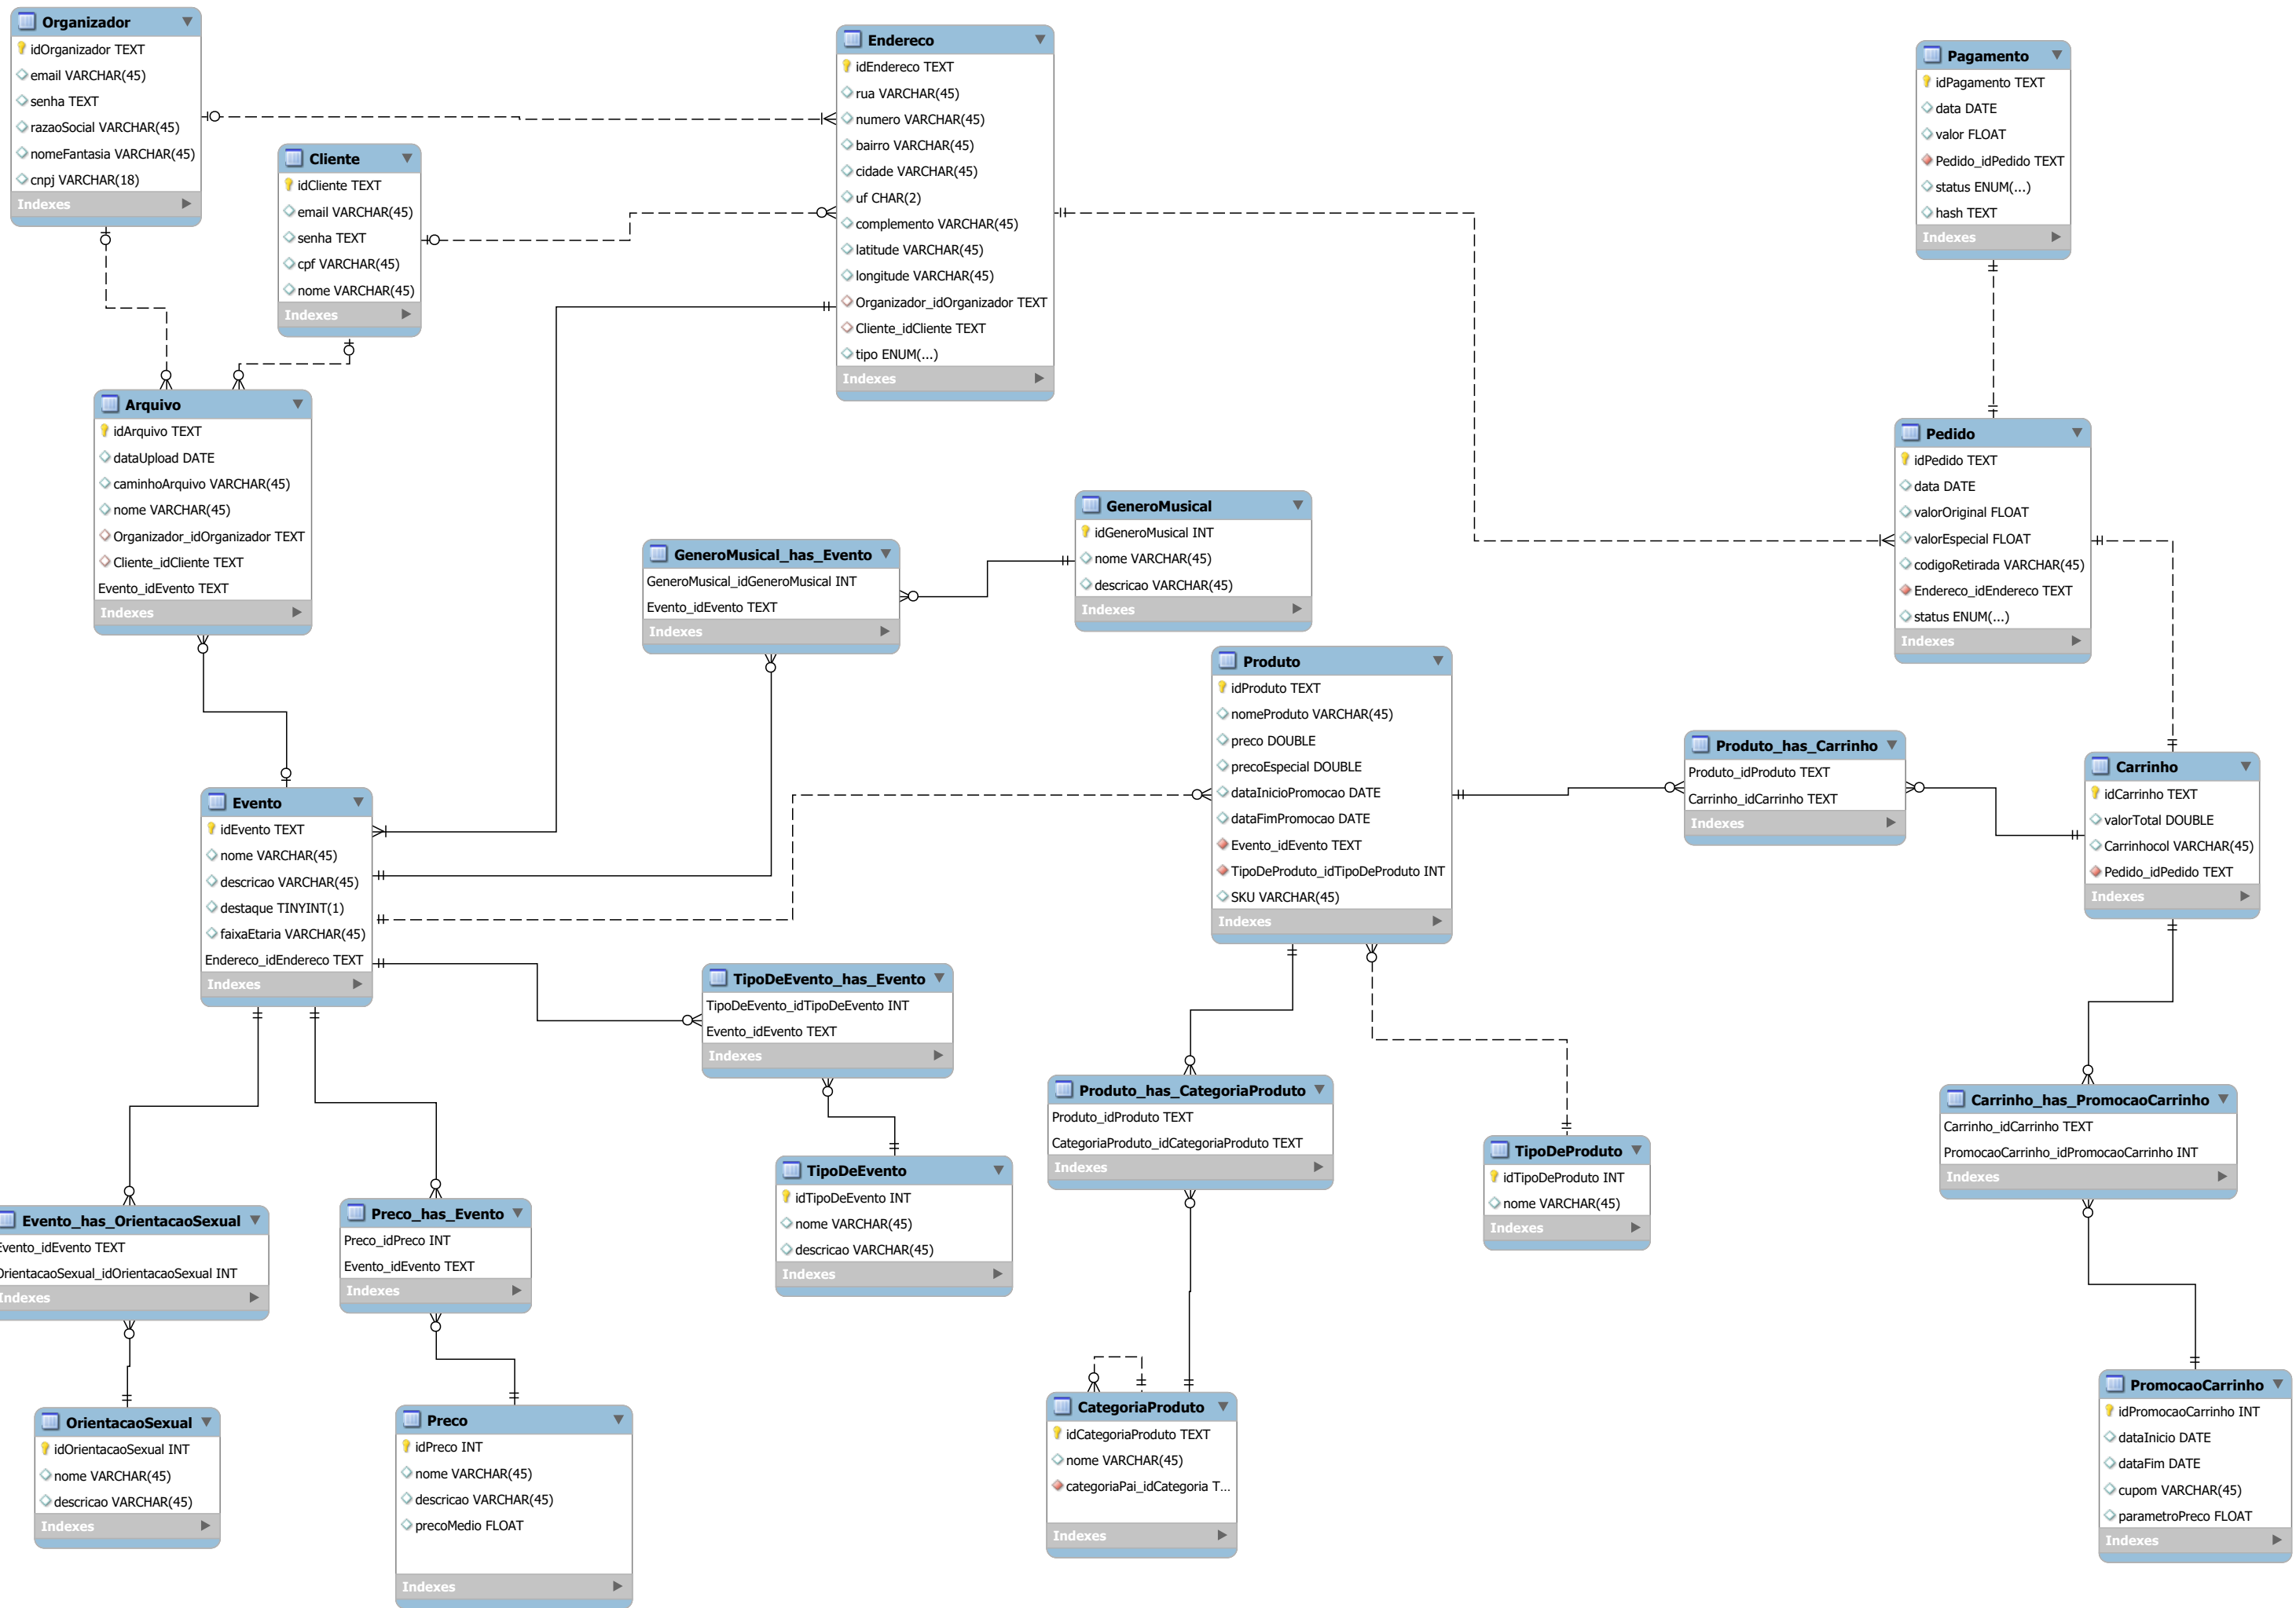 Organizador
idOrganizador TEXT
email VARCHAR(45)
senha TEXT
razaoSocial VARCHAR(45)
nomeFantasia VARCHAR(45)
cnpj VARCHAR(18)
Indexes
Cliente
idCliente TEXT
email VARCHAR(45)
senha TEXT
cpf VARCHAR(45)
nome VARCHAR(45)
Indexes
Endereco
idEndereco TEXT
rua VARCHAR(45)
numero VARCHAR(45)
bairro VARCHAR(45)
cidade VARCHAR(45)
uf CHAR(2)
complemento VARCHAR(45)
latitude VARCHAR(45)
longitude VARCHAR(45)
Organizador_idOrganizador TEXT
Cliente_idCliente TEXT
tipo ENUM(...)
Indexes
Pagamento
idPagamento TEXT
data DATE
valor FLOAT
Pedido_idPedido TEXT
status ENUM(...)
hash TEXT
Indexes
Arquivo
idArquivo TEXT
dataUpload DATE
caminhoArquivo VARCHAR(45)
nome VARCHAR(45)
Organizador_idOrganizador TEXT
Cliente_idCliente TEXT
Evento_idEvento TEXT
Indexes
Pedido
idPedido TEXT
data DATE
valorOriginal FLOAT
valorEspecial FLOAT
codigoRetirada VARCHAR(45)
Endereco_idEndereco TEXT
status ENUM(...)
Indexes
GeneroMusical_has_Evento
GeneroMusical_idGeneroMusical INT
Evento_idEvento TEXT
Indexes
GeneroMusical
idGeneroMusical INT
nome VARCHAR(45)
descricao VARCHAR(45)
Indexes
Produto
idProduto TEXT
nomeProduto VARCHAR(45)
preco DOUBLE
precoEspecial DOUBLE
dataInicioPromocao DATE
dataFimPromocao DATE
Evento_idEvento TEXT
TipoDeProduto_idTipoDeProduto INT
SKU VARCHAR(45)
Indexes
Produto_has_Carrinho
Produto_idProduto TEXT
Carrinho_idCarrinho TEXT
Indexes
Carrinho
idCarrinho TEXT
valorTotal DOUBLE
Carrinhocol VARCHAR(45)
Pedido_idPedido TEXT
Indexes
Evento
idEvento TEXT
nome VARCHAR(45)
descricao VARCHAR(45)
destaque TINYINT(1)
faixaEtaria VARCHAR(45)
Endereco_idEndereco TEXT
Indexes
TipoDeEvento_has_Evento
TipoDeEvento_idTipoDeEvento INT
Evento_idEvento TEXT
Indexes
TipoDeEvento
idTipoDeEvento INT
nome VARCHAR(45)
descricao VARCHAR(45)
Indexes
Produto_has_CategoriaProduto
Produto_idProduto TEXT
CategoriaProduto_idCategoriaProduto TEXT
Indexes
TipoDeProduto
idTipoDeProduto INT
nome VARCHAR(45)
Indexes
Carrinho_has_PromocaoCarrinho
Carrinho_idCarrinho TEXT
PromocaoCarrinho_idPromocaoCarrinho INT
Indexes
Evento_has_OrientacaoSexual
Evento_idEvento TEXT
OrientacaoSexual_idOrientacaoSexual INT
Indexes
Preco_has_Evento
Preco_idPreco INT
Evento_idEvento TEXT
Indexes
OrientacaoSexual
idOrientacaoSexual INT
nome VARCHAR(45)
descricao VARCHAR(45)
Indexes
Preco
idPreco INT
nome VARCHAR(45)
descricao VARCHAR(45)
precoMedio FLOAT
Indexes
CategoriaProduto
idCategoriaProduto TEXT
nome VARCHAR(45)
categoriaPai_idCategoria T...
Indexes
PromocaoCarrinho
idPromocaoCarrinho INT
dataInicio DATE
dataFim DATE
cupom VARCHAR(45)
parametroPreco FLOAT
Indexes